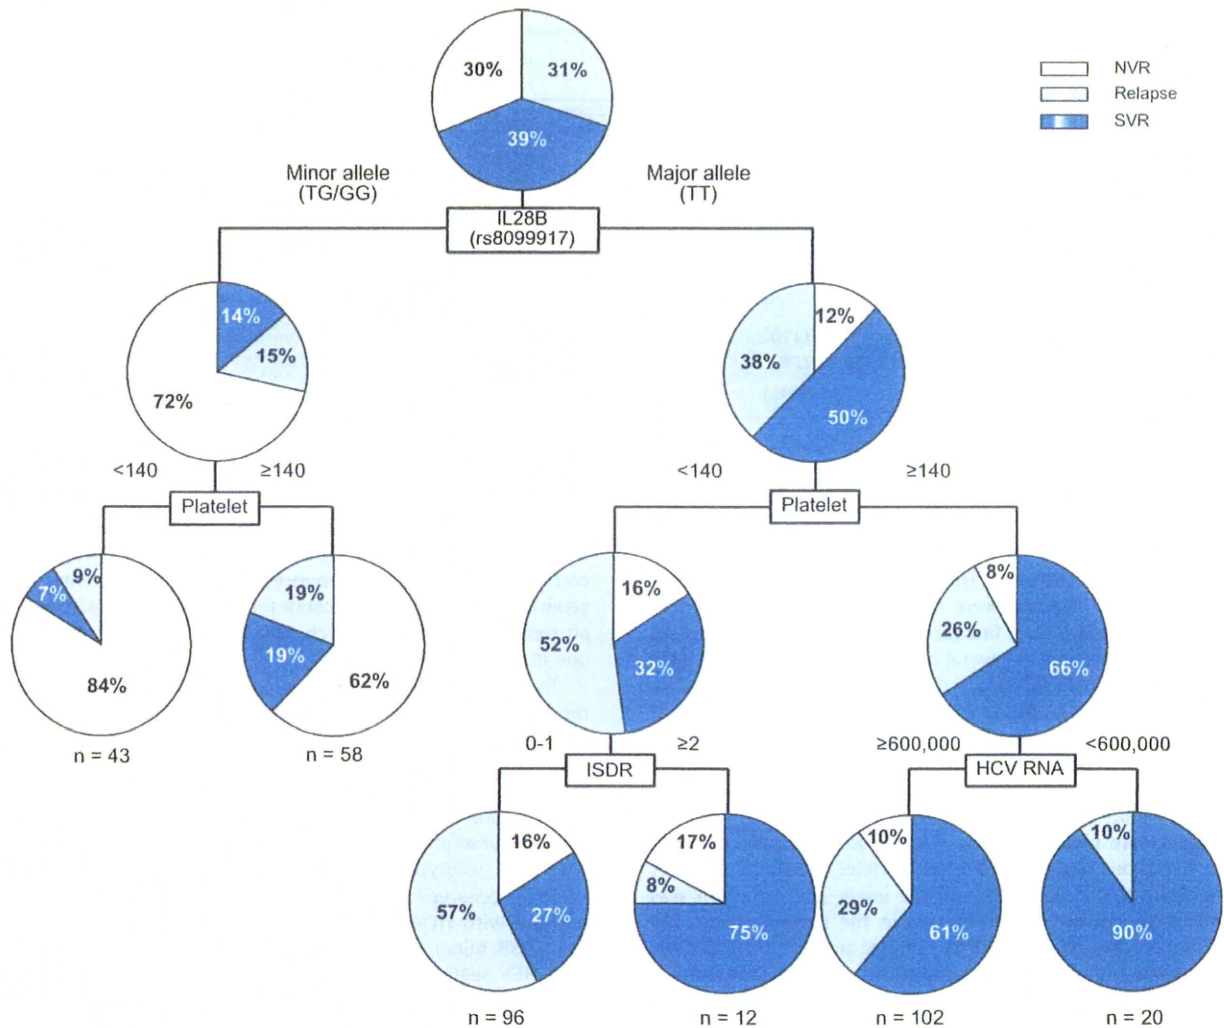 30%
31%
39%
NVR
Relapse
SVR
Minor allele
(TG/GG)
Major allele
(TT)
IL28B
(rs8099917)
14%
15%
72%
12%
38%
50%
<140
≥140
Platelet
<140
≥140
Platelet
9%
7%
84%
n = 43
19%
19%
62%
n = 58
16%
52%
32%
8%
26%
66%
0-1
≥2
ISDR
≥600,000
<600,000
HCV RNA
16%
57%
27%
n = 96
17%
8%
75%
n = 12
10%
29%
61%
n = 102
10%
90%
n = 20